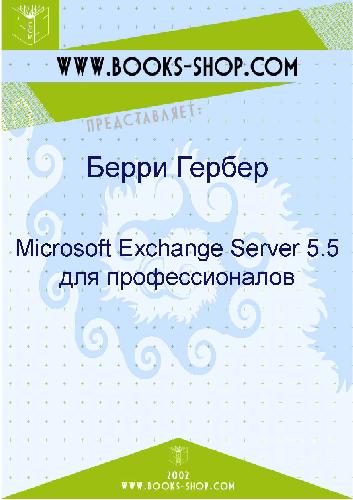 WWW.BOOKS-SHOP.COM
ПРЕДСТАВЛЯЕТ:
Берри Гербер
Microsoft Exchange Server 5.5
для профессионалов
2002
WWW.BOOKS-SHOP.COM